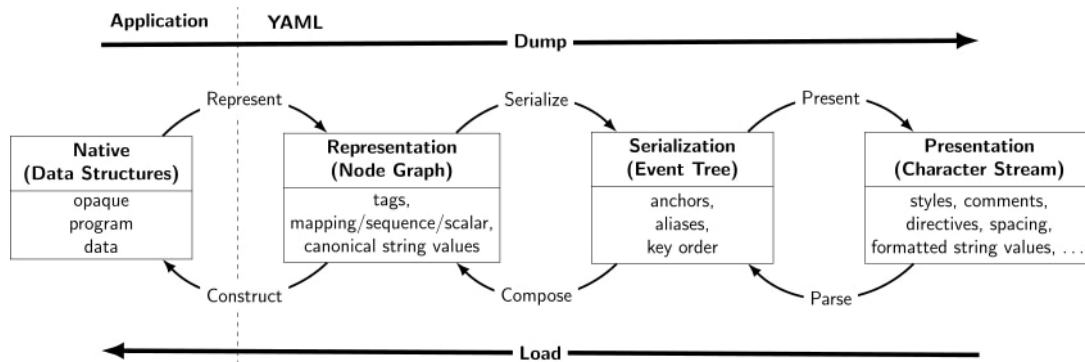 Application
YAML
Dump
Represent
Serialize
Present
Native
(Data Structures)
opaque
program
data
Representation
(Node Graph)
tags,
mapping/sequence/scalar,
canonical string values
Serialization
(Event Tree)
anchors,
aliases,
key order
Presentation
(Character Stream)
styles, comments,
directives, spacing,
formatted string values, ...
Construct
Compose
Parse
Load